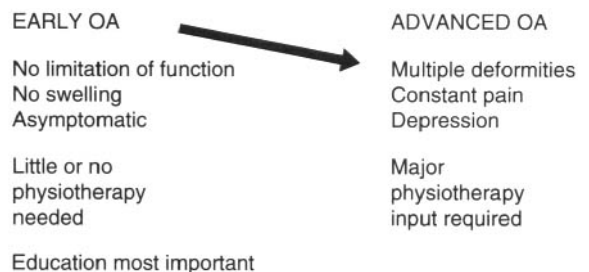 EARLY OA
ADVANCED OA
No limitation of function
No swelling
Asymptomatic
Multiple deformities
Constant pain
Depression
Little or no
physiotherapy
needed
Major
physiotherapy
input required
Education most important